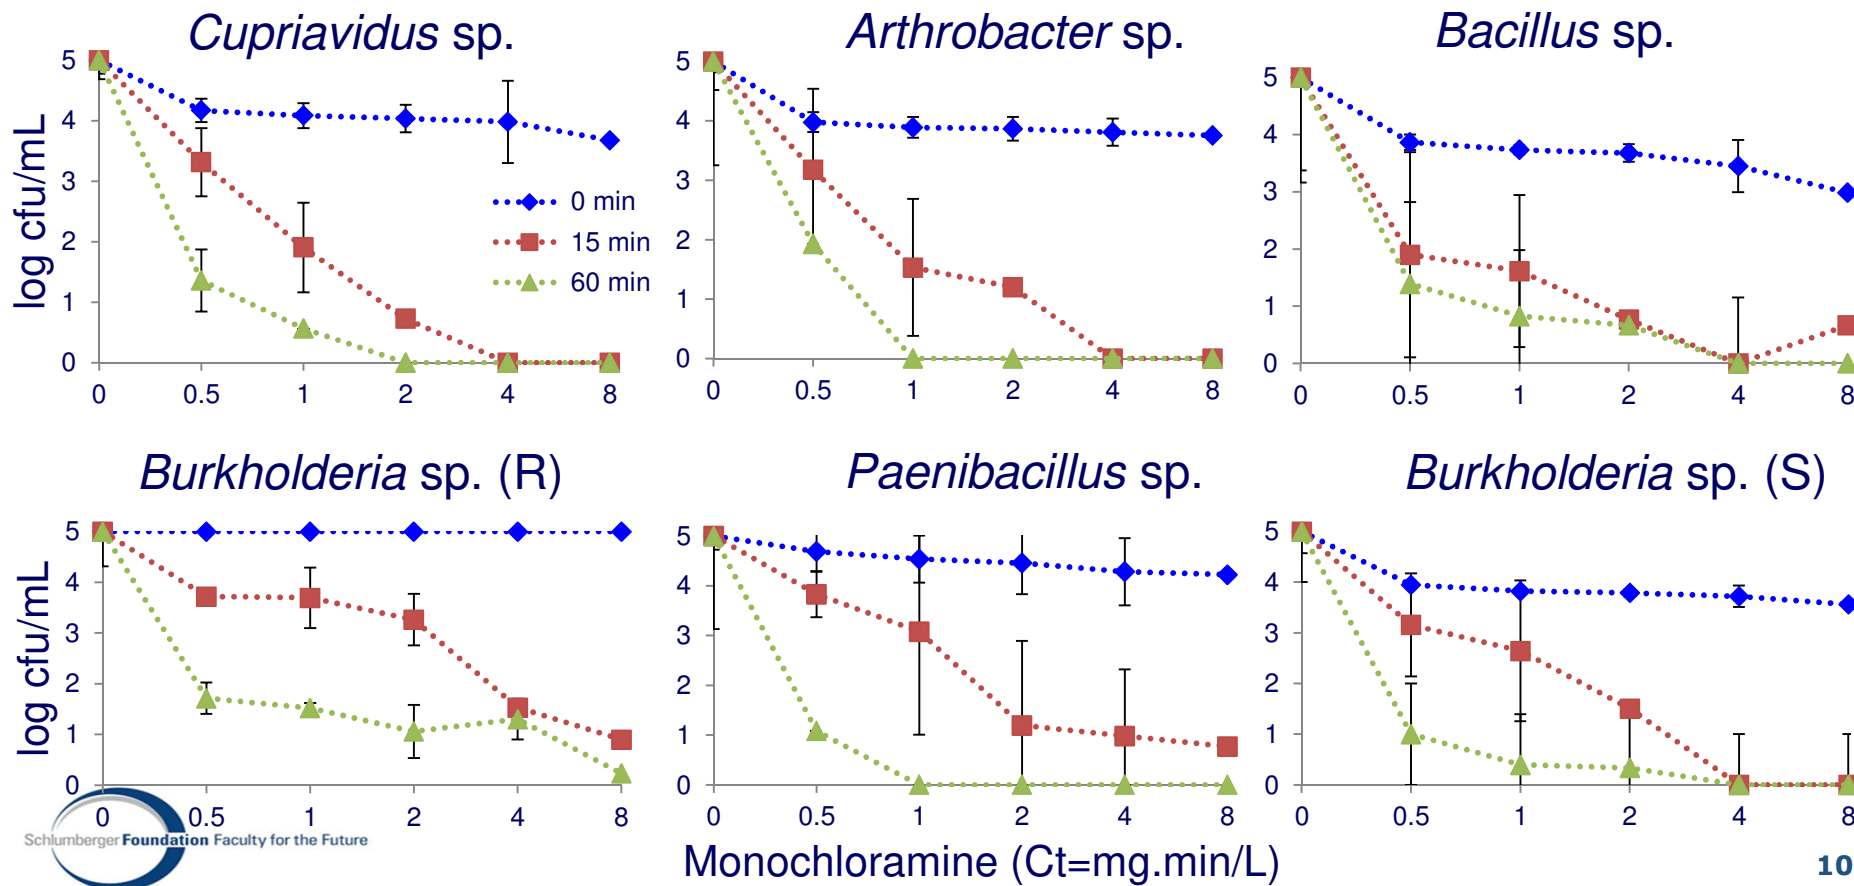 Cupriavidus sp.
Arthrobacter sp.
Bacillus sp.
log cfu/mL
5
4
3
2
1
0
0 0.5 1 2 4 8
0 min
15 min
60 min
5
4
3
2
1
0
0 0.5 1 2 4 8
5
4
3
2
1
0
0 0.5 1 2 4 8
Burkholderia sp. (R)
Paenibacillus sp.
Burkholderia sp. (S)
log cfu/mL
5
4
3
2
1
0
0 0.5 1 2 4 8
5
4
3
2
1
0
0 0.5 1 2 4 8
5
4
3
2
1
0
0 0.5 1 2 4 8
Schlumberger Foundation Faculty for the Future
Monochloramine (Ct=mg.min/L)
10